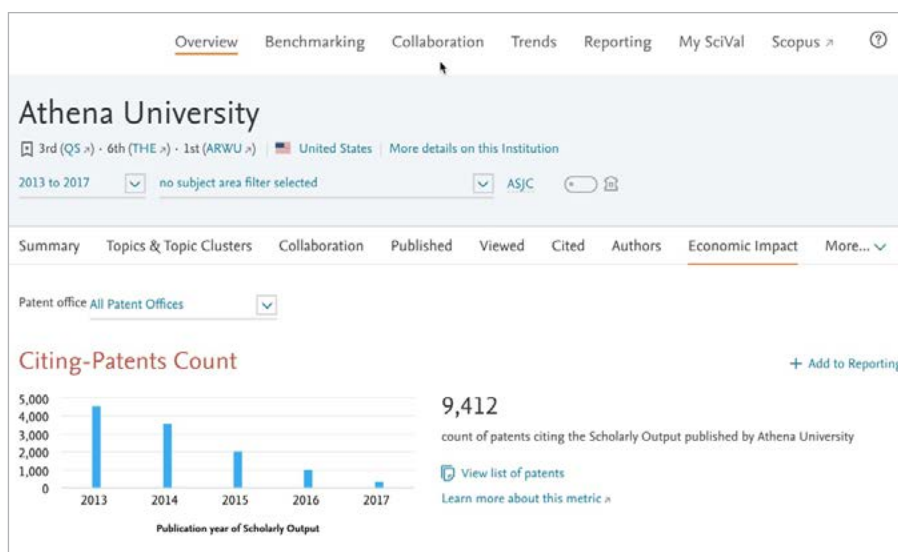 Overview Benchmarking Collaboration Trends Reporting My SciVal Scopus ↗ ?
Athena University
3rd (QS ↗) · 6th (THE ↗) · 1st (ARWU ↗) United States More details on this Institution
2013 to 2017 no subject area filter selected ASJC
Summary Topics & Topic Clusters Collaboration Published Viewed Cited Authors Economic Impact More...
Patent office All Patent Offices
Citing-Patents Count
+ Add to Reporting
5,000
4,000
3,000
2,000
1,000
0
2013 2014 2015 2016 2017
Publication year of Scholarly Output
9,412
count of patents citing the Scholarly Output published by Athena University
View list of patents
Learn more about this metric ↗